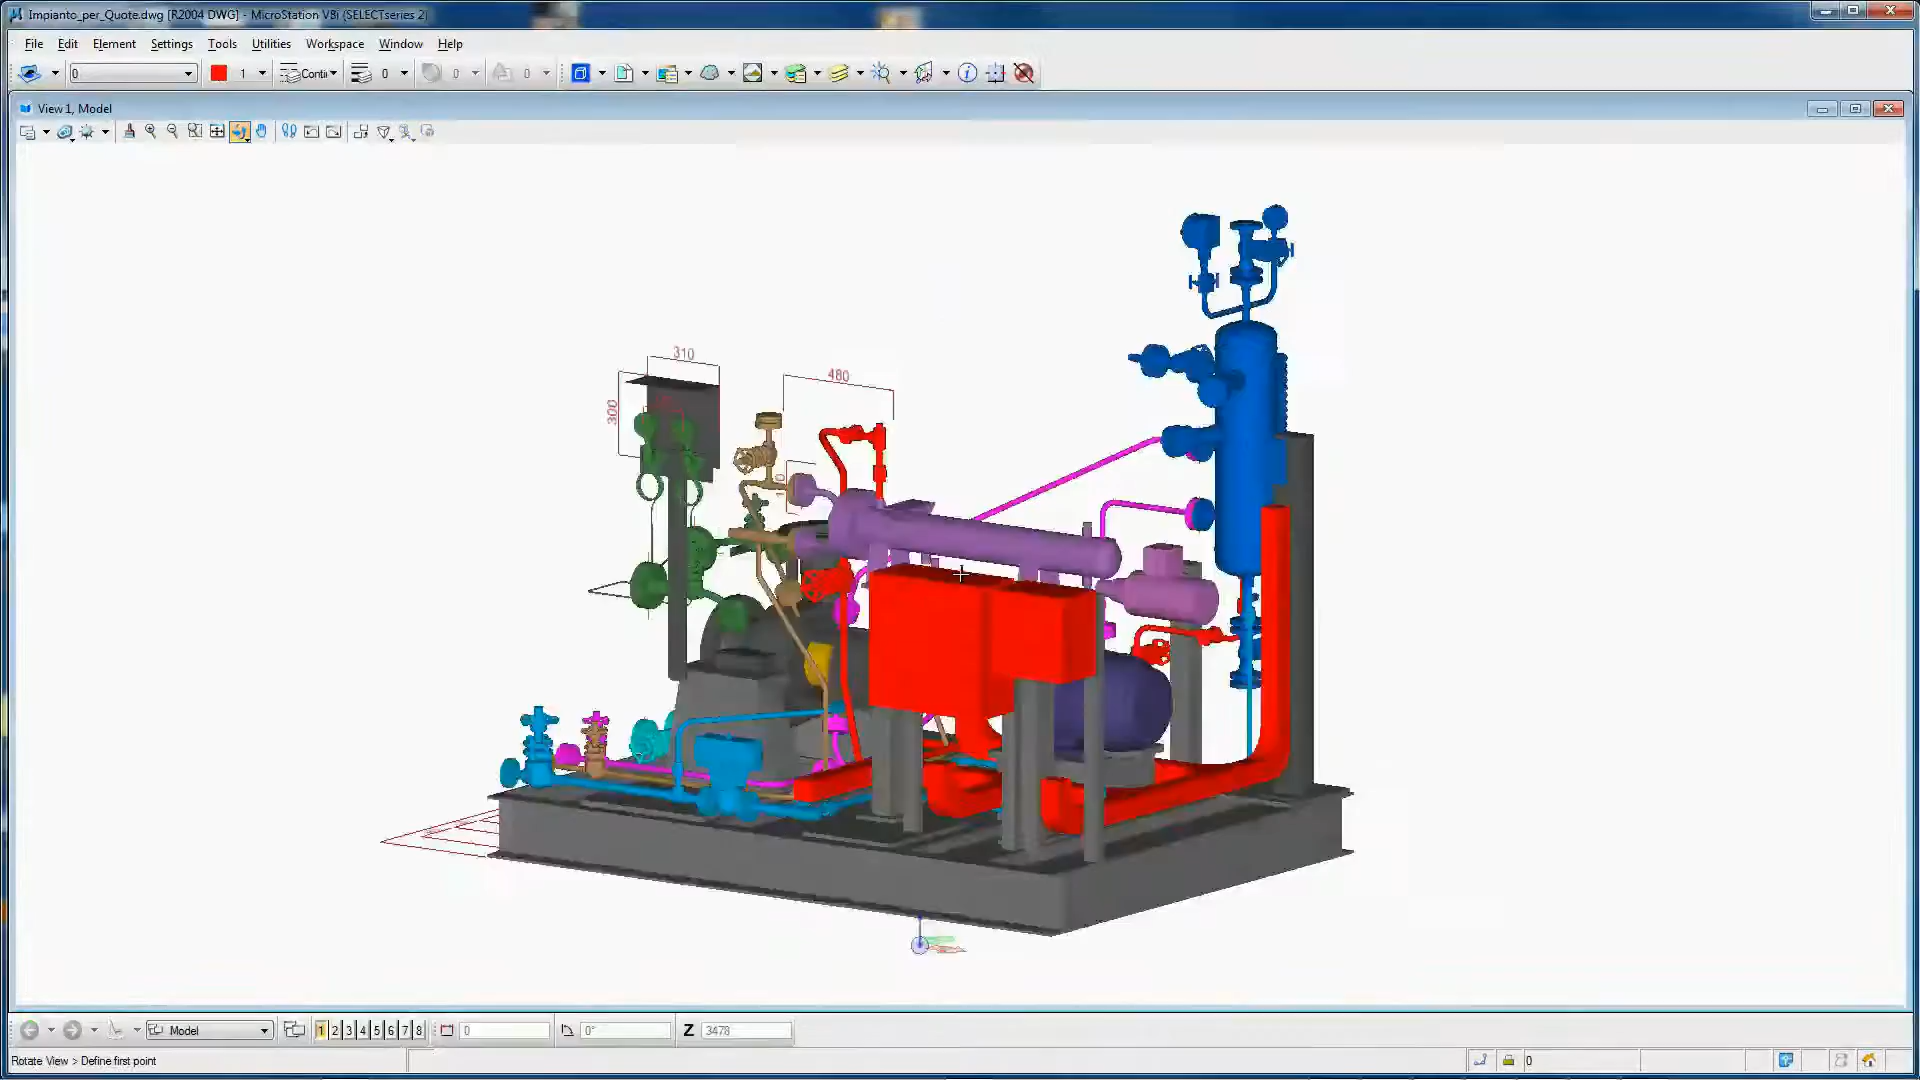 Impianto_per_Quote.dwg [R2004 DWG] - MicroStation V8i (SELECTseries 2)
File Edit Element Settings Tools Utilities Workspace Window Help
0 1 Conti 0 0 0
View 1, Model
310
480
300
Model 1 2 3 4 5 6 7 8 0 0° Z 3478
Rotate View > Define first point 0